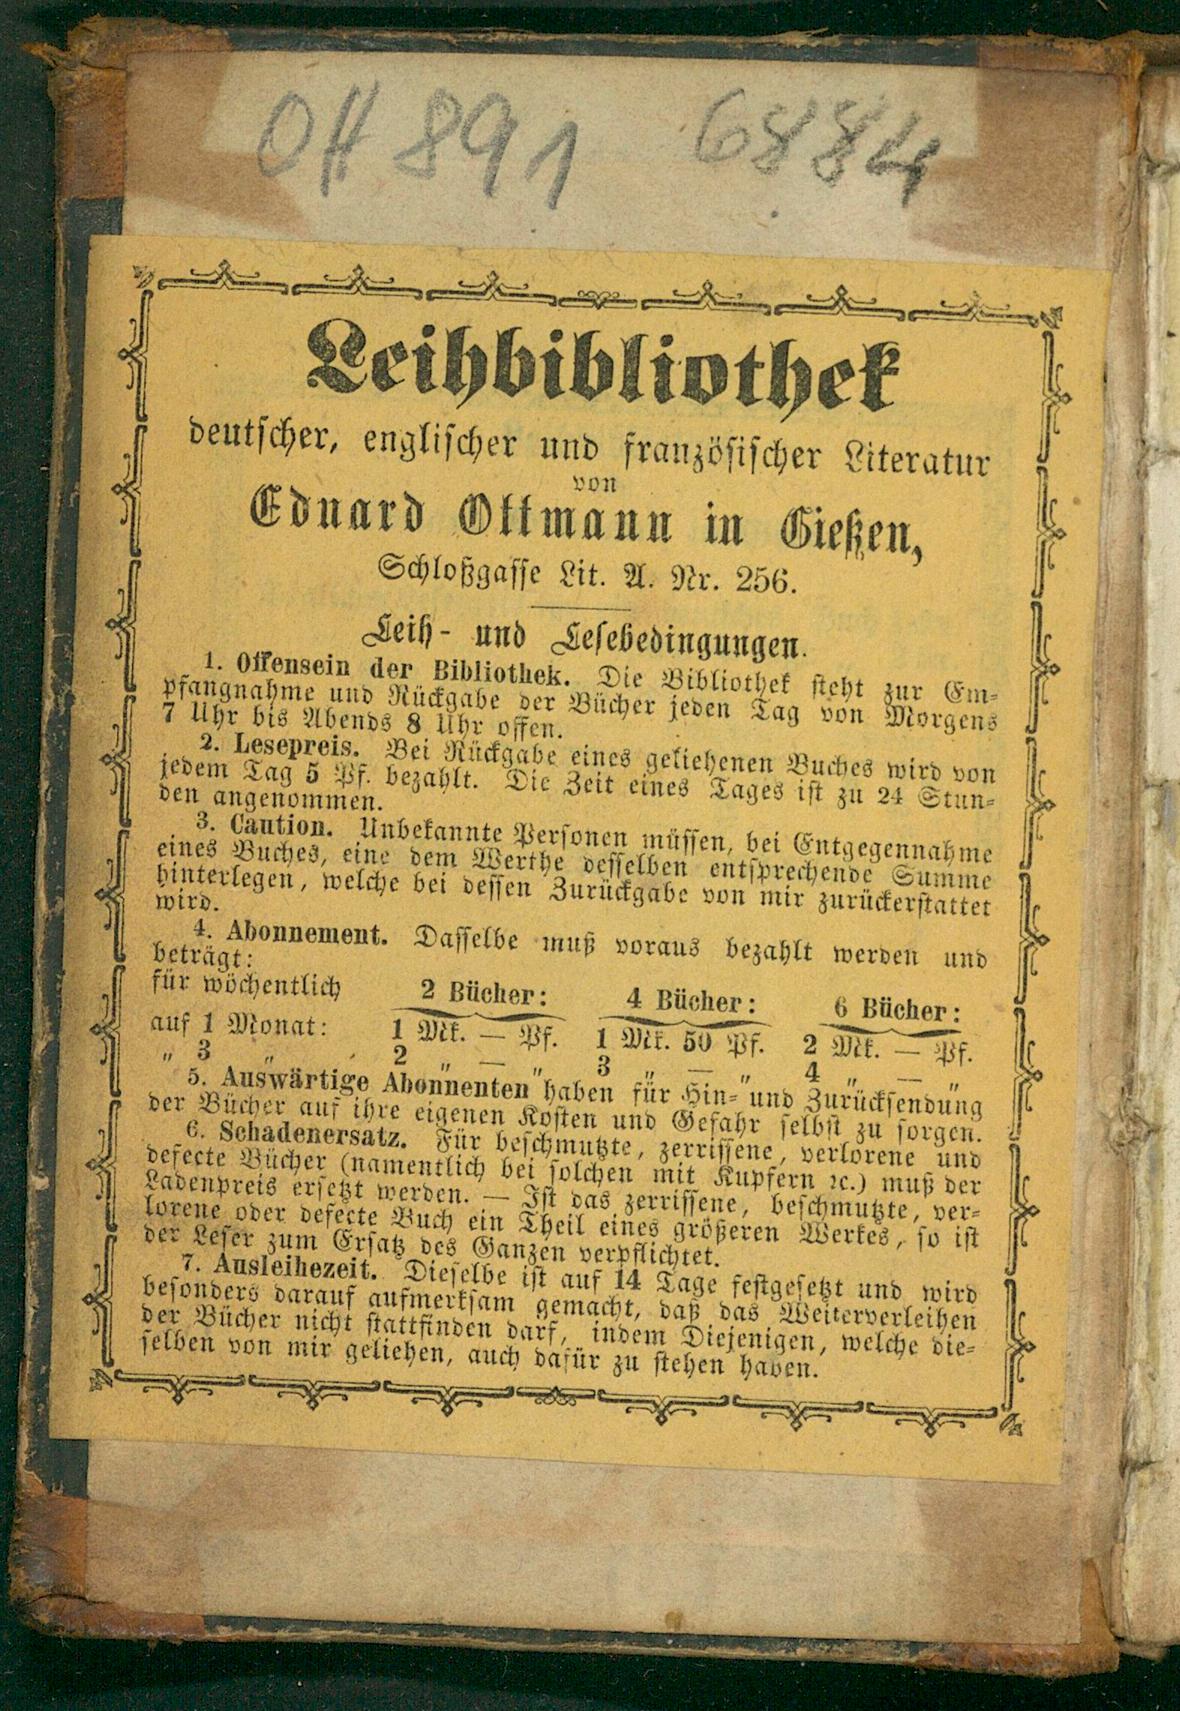 OH 891 6884
Leihbibliothek
deutscher, englischer und französischer Literatur
von
Eduard Ottmann in Gießen,
Schloßgasse Lit. A. Nr. 256.
Leih- und Lesebedingungen.
1. Offensein der Bibliothek. Die Bibliothek steht zur Em-
pfangnahme und Rückgabe der Bücher jeden Tag von Morgens
7 Uhr bis Abends 8 Uhr offen.
2. Lesepreis. Bei Rückgabe eines geliehenen Buches wird von
jedem Tag 5 Pf. bezahlt. Die Zeit eines Tages ist zu 24 Stun-
den angenommen.
3. Caution. Unbekannte Personen müssen, bei Entgegennahme
eines Buches, eine dem Werthe desselben entsprechende Summe
hinterlegen, welche bei dessen Zurückgabe von mir zurückerstattet
wird.
4. Abonnement. Dasselbe muß voraus bezahlt werden und
beträgt:
für wöchentlich 2 Bücher: 4 Bücher: 6 Bücher:
auf 1 Monat: 1 Mk. — Pf. 1 Mk. 50 Pf. 2 Mk. — Pf.
„ 3 „ 2 „ — „ 3 „ — „ 4 „ — „
5. Auswärtige Abonnenten haben für Hin- und Zurücksendung
der Bücher auf ihre eigenen Kosten und Gefahr selbst zu sorgen.
6. Schadenersatz. Für beschmutzte, zerrissene, verlorene und
defecte Bücher (namentlich bei solchen mit Kupfern ꝛc.) muß der
Ladenpreis ersetzt werden. — Ist das zerrissene, beschmutzte, ver-
lorene oder defecte Buch ein Theil eines größeren Werkes, so ist
der Leser zum Ersatz des Ganzen verpflichtet.
7. Ausleihezeit. Dieselbe ist auf 14 Tage festgesetzt und wird
besonders darauf aufmerksam gemacht, daß das Weiterverleihen
der Bücher nicht stattfinden darf, indem Diejenigen, welche die-
selben von mir geliehen, auch dafür zu stehen haben.